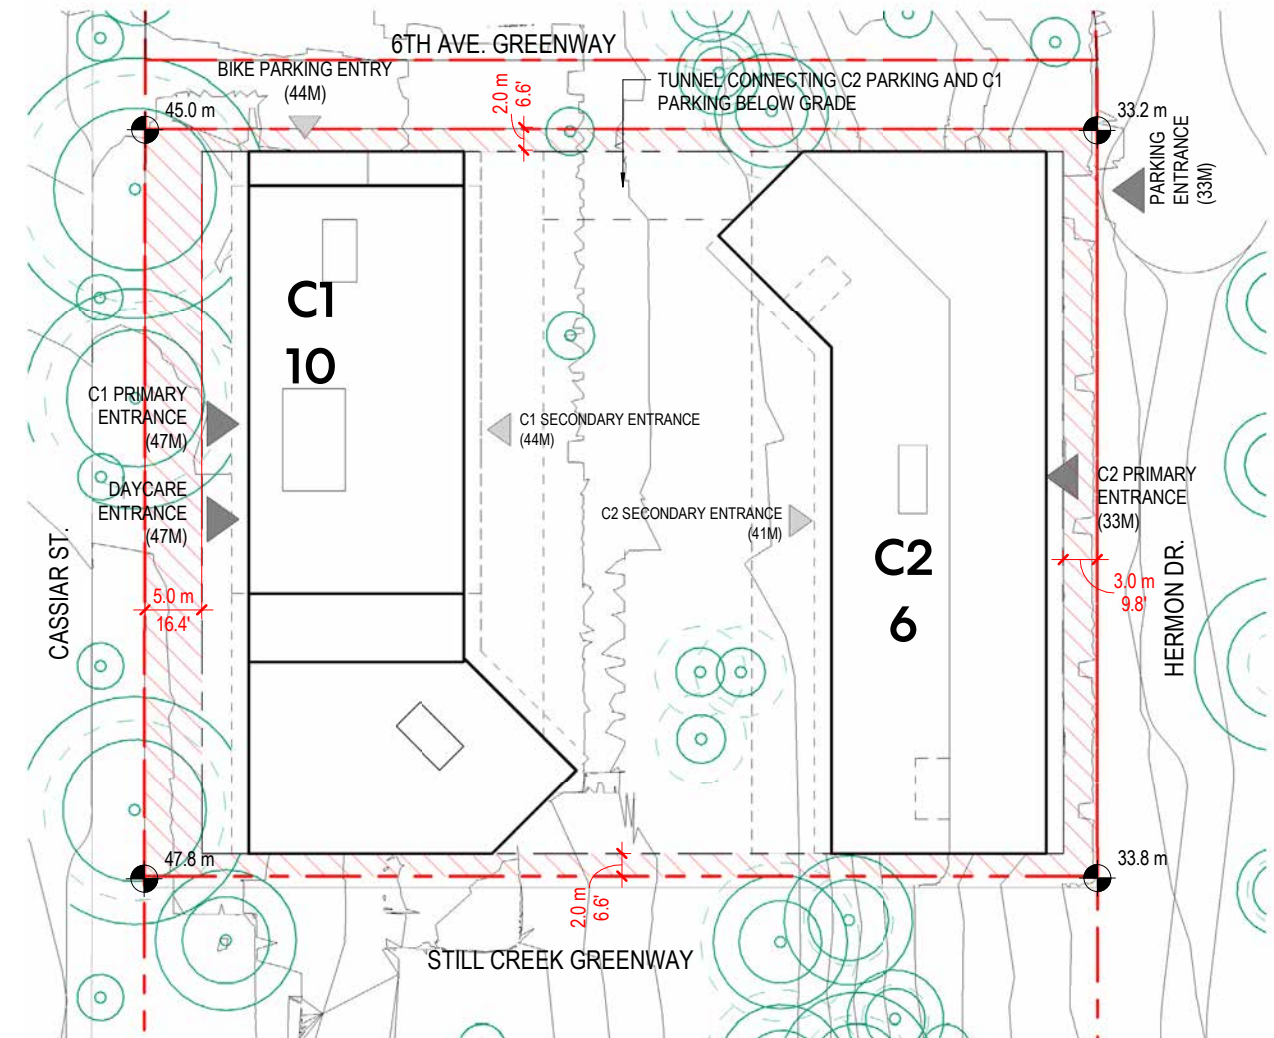 6TH AVE. GREENWAY
BIKE PARKING ENTRY
(44M)
2.0 m
6.6'
TUNNEL CONNECTING C2 PARKING AND C1
PARKING BELOW GRADE
45.0 m
33.2 m
PARKING
ENTRANCE
(33M)
C1
10
C1 PRIMARY
ENTRANCE
(47M)
C1 SECONDARY ENTRANCE
(44M)
DAYCARE
ENTRANCE
(47M)
C2 SECONDARY ENTRANCE
(41M)
C2 PRIMARY
ENTRANCE
(33M)
C2
6
CASSIAR ST.
5.0 m
16.4'
3.0 m
9.8'
HERMON DR.
47.8 m
33.8 m
2.0 m
6.6'
STILL CREEK GREENWAY